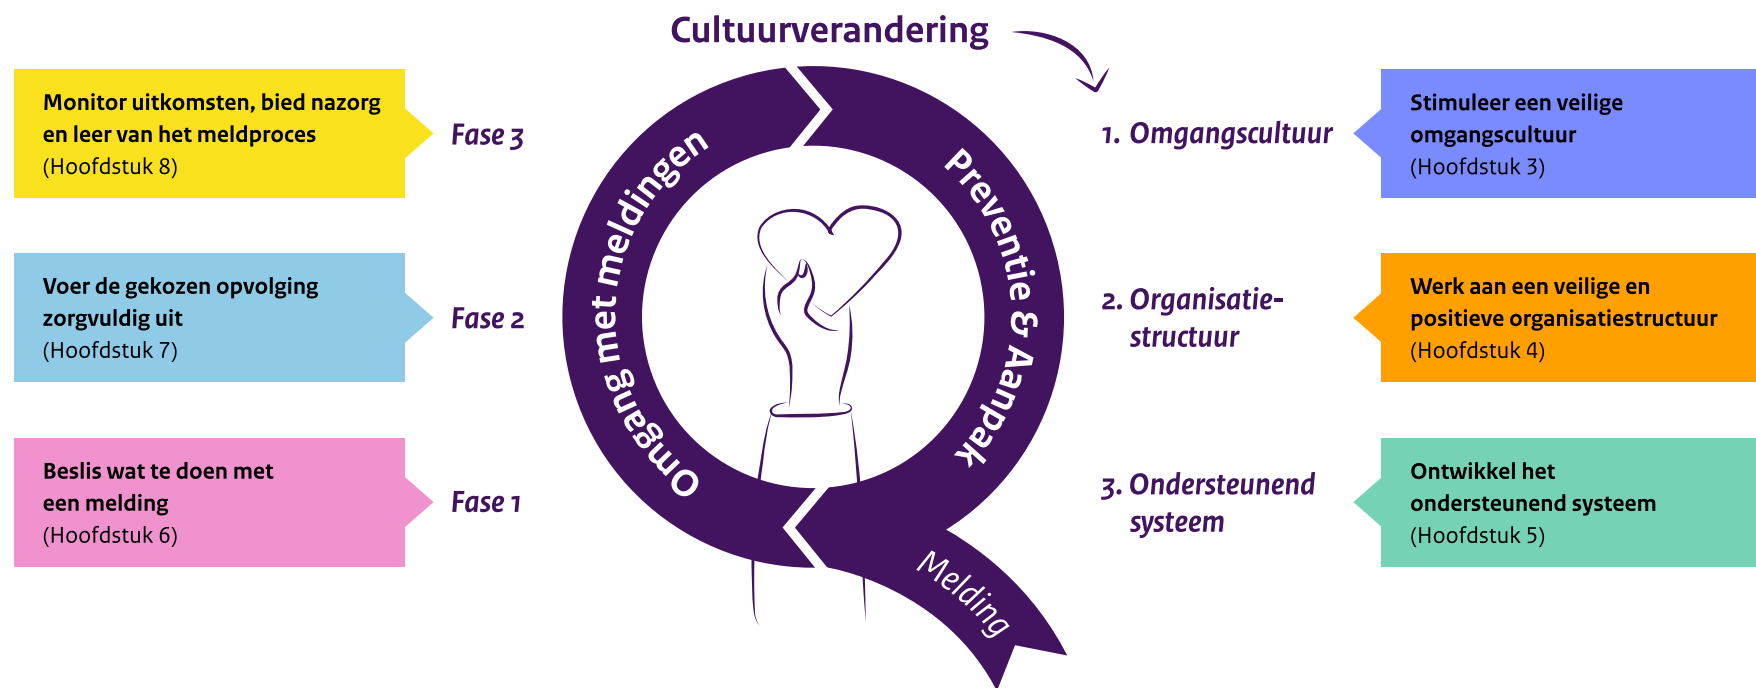 Cultuurverandering
Monitor uitkomsten, bied nazorg
en leer van het meldproces
(Hoofdstuk 8)
Fase 3
Voer de gekozen opvolging
zorgvuldig uit
(Hoofdstuk 7)
Fase 2
Beslis wat te doen met
een melding
(Hoofdstuk 6)
Fase 1
Omgang met meldingen
Preventie & Aanpak
Melding
1. Omgangscultuur
Stimuleer een veilige
omgangscultuur
(Hoofdstuk 3)
2. Organisatie-
structuur
Werk aan een veilige en
positieve organisatiestructuur
(Hoofdstuk 4)
3. Ondersteunend
systeem
Ontwikkel het
ondersteunend systeem
(Hoofdstuk 5)